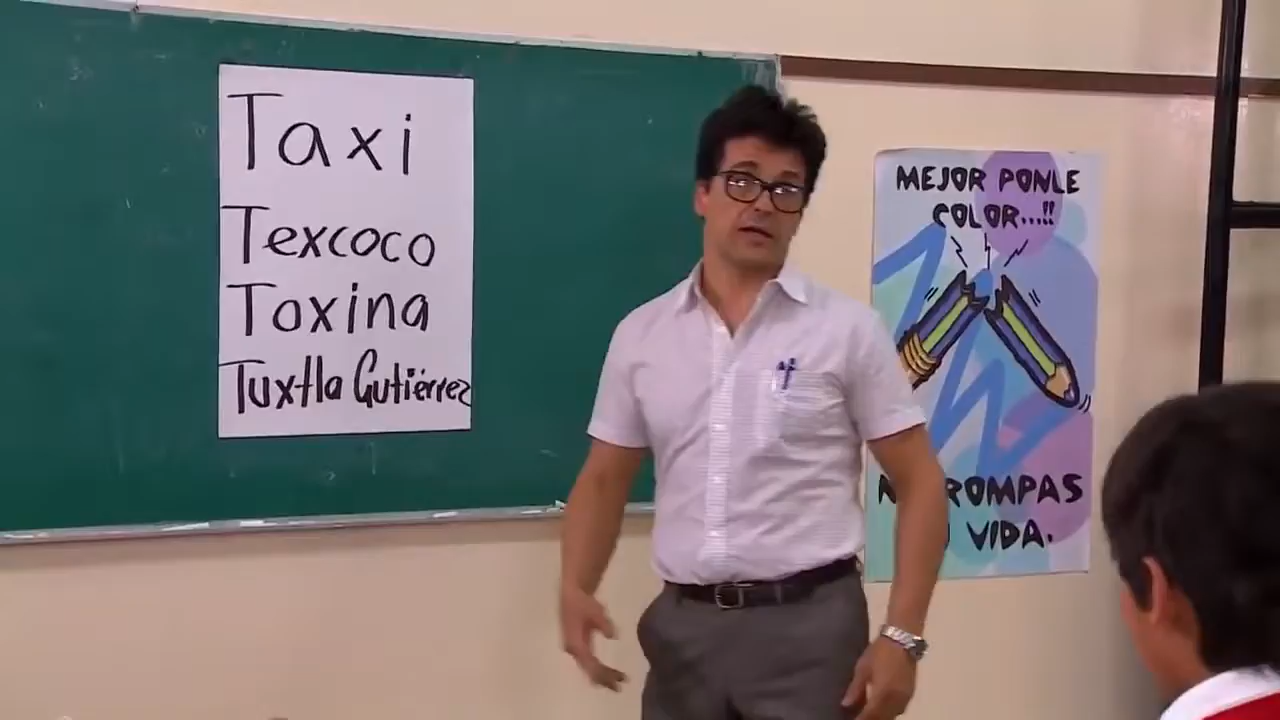 Taxi
Texcoco
Toxina
Tuxtla Gutiérrez
MEJOR PONLE
COLOR...!!
ROMPAS
VIDA.